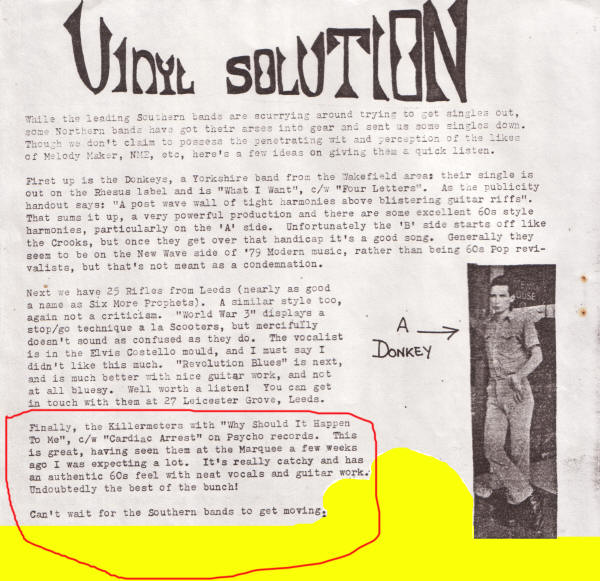 Vinyl SOLUTION
While the leading Southern bands are scurrying around trying to get singles out,
some Northern bands have got their arses into gear and sent us some singles down.
Though we don't claim to possess the penetrating wit and perception of the likes
of Melody Maker, NME, etc, here's a few ideas on giving them a quick listen.
First up is the Donkeys, a Yorkshire band from the Wakefield area: their single is
out on the Rhesus label and is "What I Want", c/w "Four Letters". As the publicity
handout says: "A post wave wall of tight harmonies above blistering guitar riffs".
That sums it up, a very powerful production and there are some excellent 60s style
harmonies, particularly on the 'A' side. Unfortunately the 'B' side starts off like
the Crooks, but once they get over that handicap it's a good song. Generally they
seem to be on the New Wave side of '79 Modern music, rather than being 60s Pop revi-
valists, but that's not meant as a condemnation.
Next we have 25 Rifles from Leeds (nearly as good
a name as Six More Prophets). A similar style too,
again not a criticism. "World War 3" displays a
stop/go technique a la Scooters, but mercifully
doesn't sound as confused as they do. The vocalist
is in the Elvis Costello mould, and I must say I
didn't like this much. "Revolution Blues" is next,
and is much better with nice guitar work, and not
at all bluesy. Well worth a listen! You can get
in touch with them at 27 Leicester Grove, Leeds.
A
DONKEY
OUSE
Finally, the Killermeters with "Why Should It Happen
To Me", c/w "Cardiac Arrest" on Psycho records. This
is great, having seen them at the Marquee a few weeks
ago I was expecting a lot. It's really catchy and has
an authentic 60s feel with neat vocals and guitar work.
Undoubtedly the best of the bunch!
Can't wait for the Southern bands to get moving.